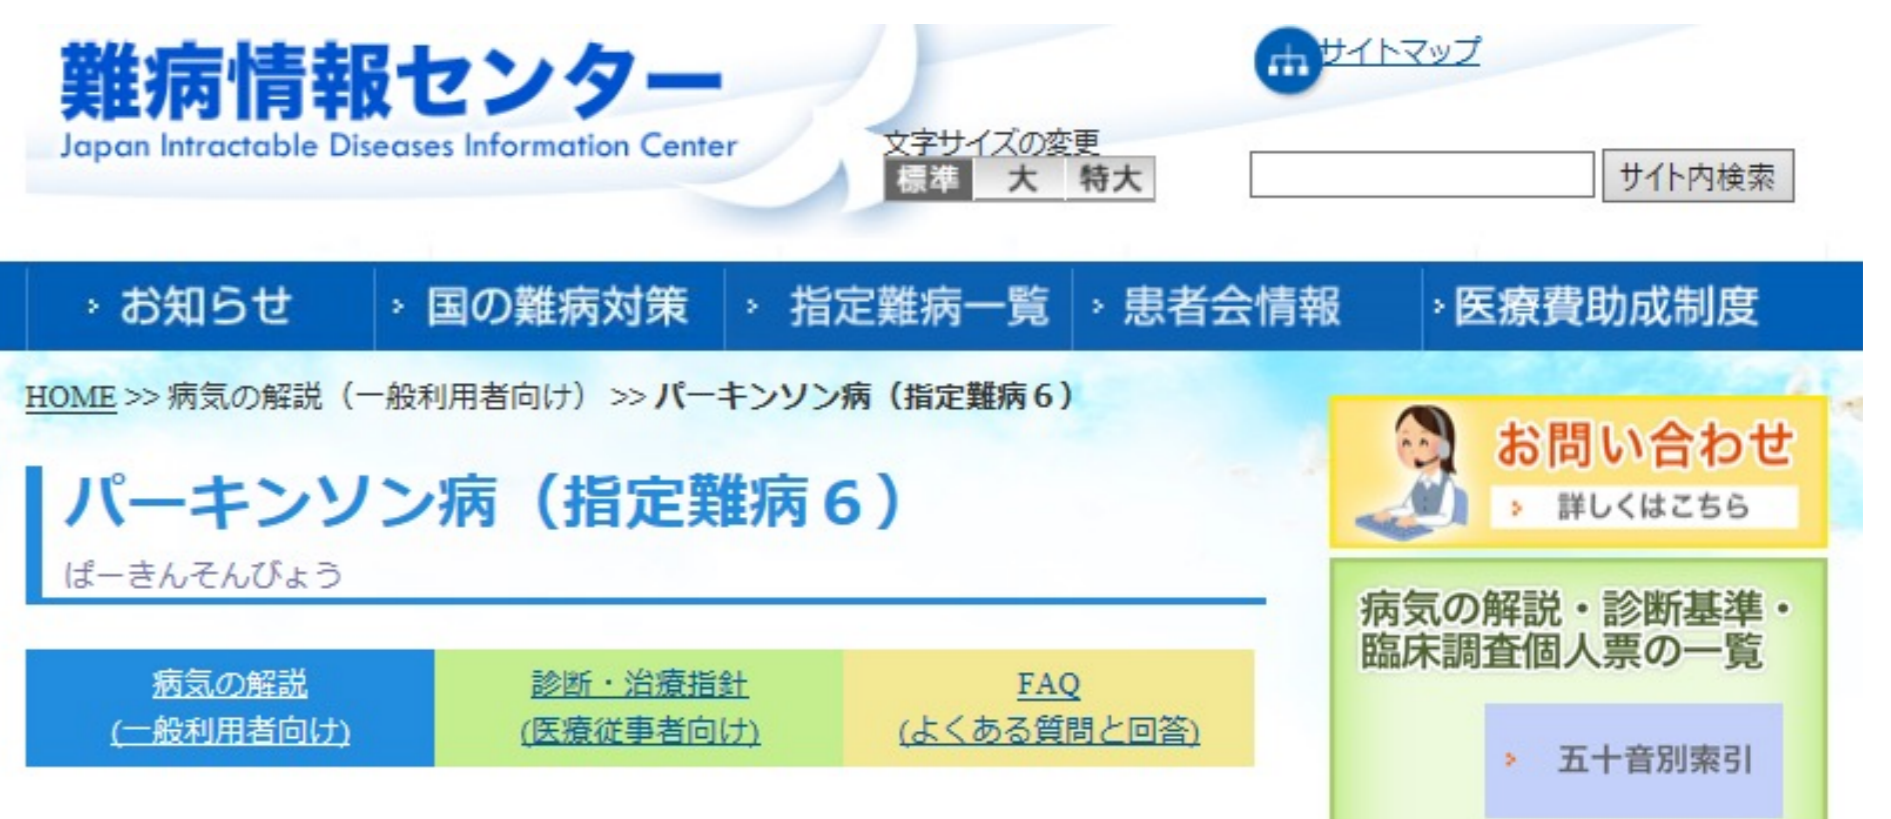 難病情報センター
Japan Intractable Diseases Information Center
サイトマップ
文字サイズの変更
標準 大 特大
サイト内検索
お知らせ 国の難病対策 指定難病一覧 患者会情報 医療費助成制度
HOME >> 病気の解説（一般利用者向け） >> パーキンソン病（指定難病６）
パーキンソン病（指定難病６）
ぱーきんそんびょう
病気の解説
(一般利用者向け)
診断・治療指針
(医療従事者向け)
FAQ
(よくある質問と回答)
お問い合わせ
詳しくはこちら
病気の解説・診断基準・
臨床調査個人票の一覧
五十音別索引